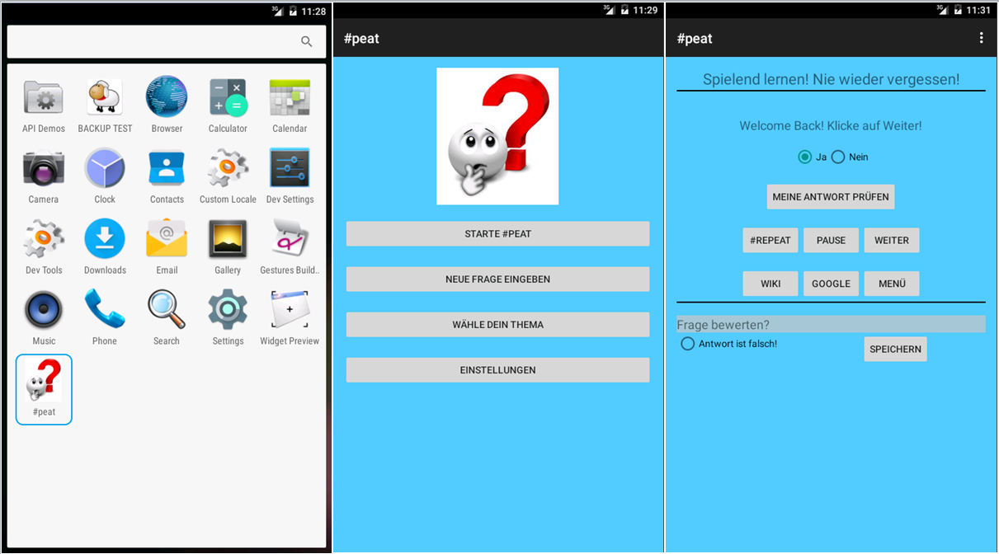 3G 11:28
API Demos BACKUP TEST Browser Calculator Calendar
Camera Clock Contacts Custom Locale Dev Settings
Dev Tools Downloads Email Gallery Gestures Build..
Music Phone Search Settings Widget Preview
#peat
3G 11:29
#peat
STARTE #PEAT
NEUE FRAGE EINGEBEN
WÄHLE DEIN THEMA
EINSTELLUNGEN
3G 11:31
#peat
Spielend lernen! Nie wieder vergessen!
Welcome Back! Klicke auf Weiter!
Ja Nein
MEINE ANTWORT PRÜFEN
#REPEAT PAUSE WEITER
WIKI GOOGLE MENÜ
Frage bewerten?
Antwort ist falsch! SPEICHERN